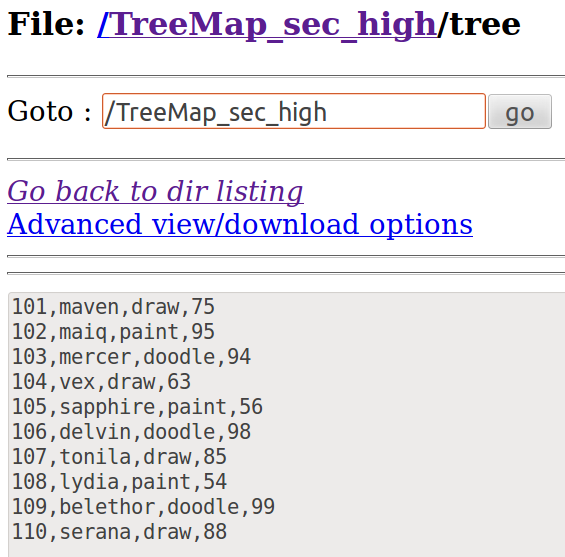 File: /TreeMap_sec_high/tree
Goto : /TreeMap_sec_high go
Go back to dir listing
Advanced view/download options
101,maven,draw,75
102,maiq,paint,95
103,mercer,doodle,94
104,vex,draw,63
105,sapphire,paint,56
106,delvin,doodle,98
107,tonila,draw,85
108,lydia,paint,54
109,belethor,doodle,99
110,serana,draw,88